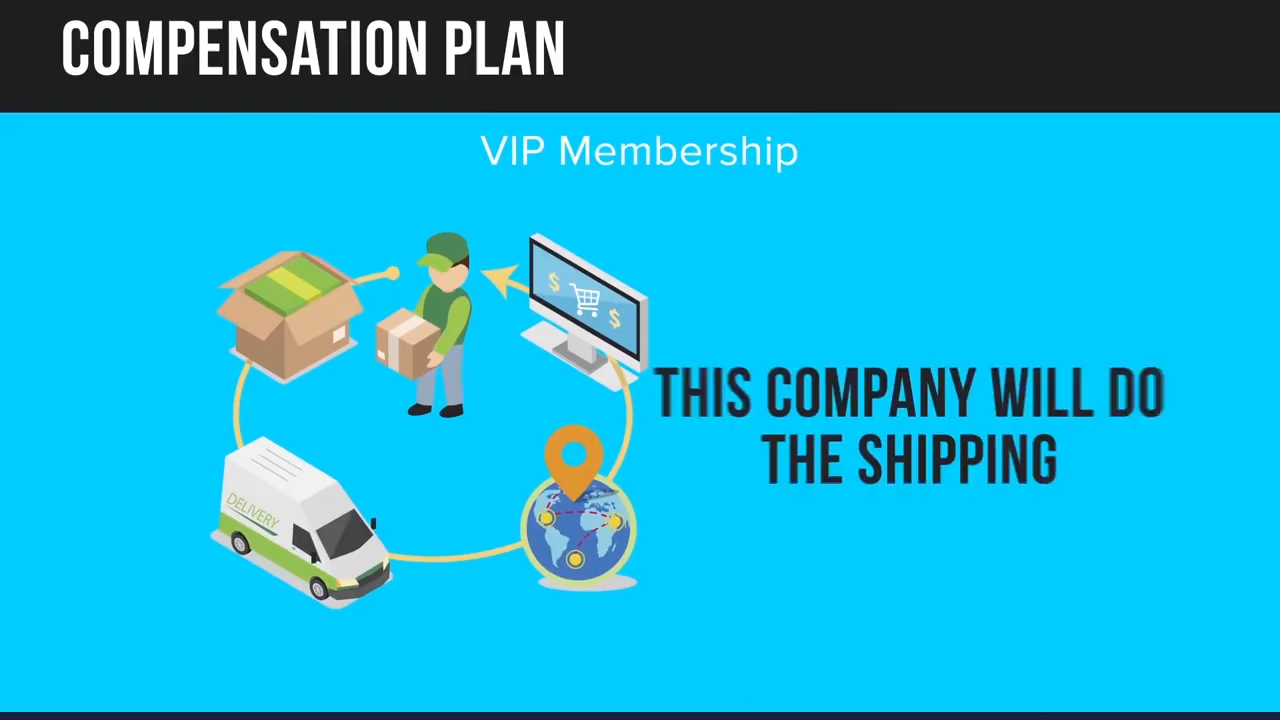 COMPENSATION PLAN
VIP Membership
$
$
DELIVERY
THIS COMPANY WILL DO
THE SHIPPING